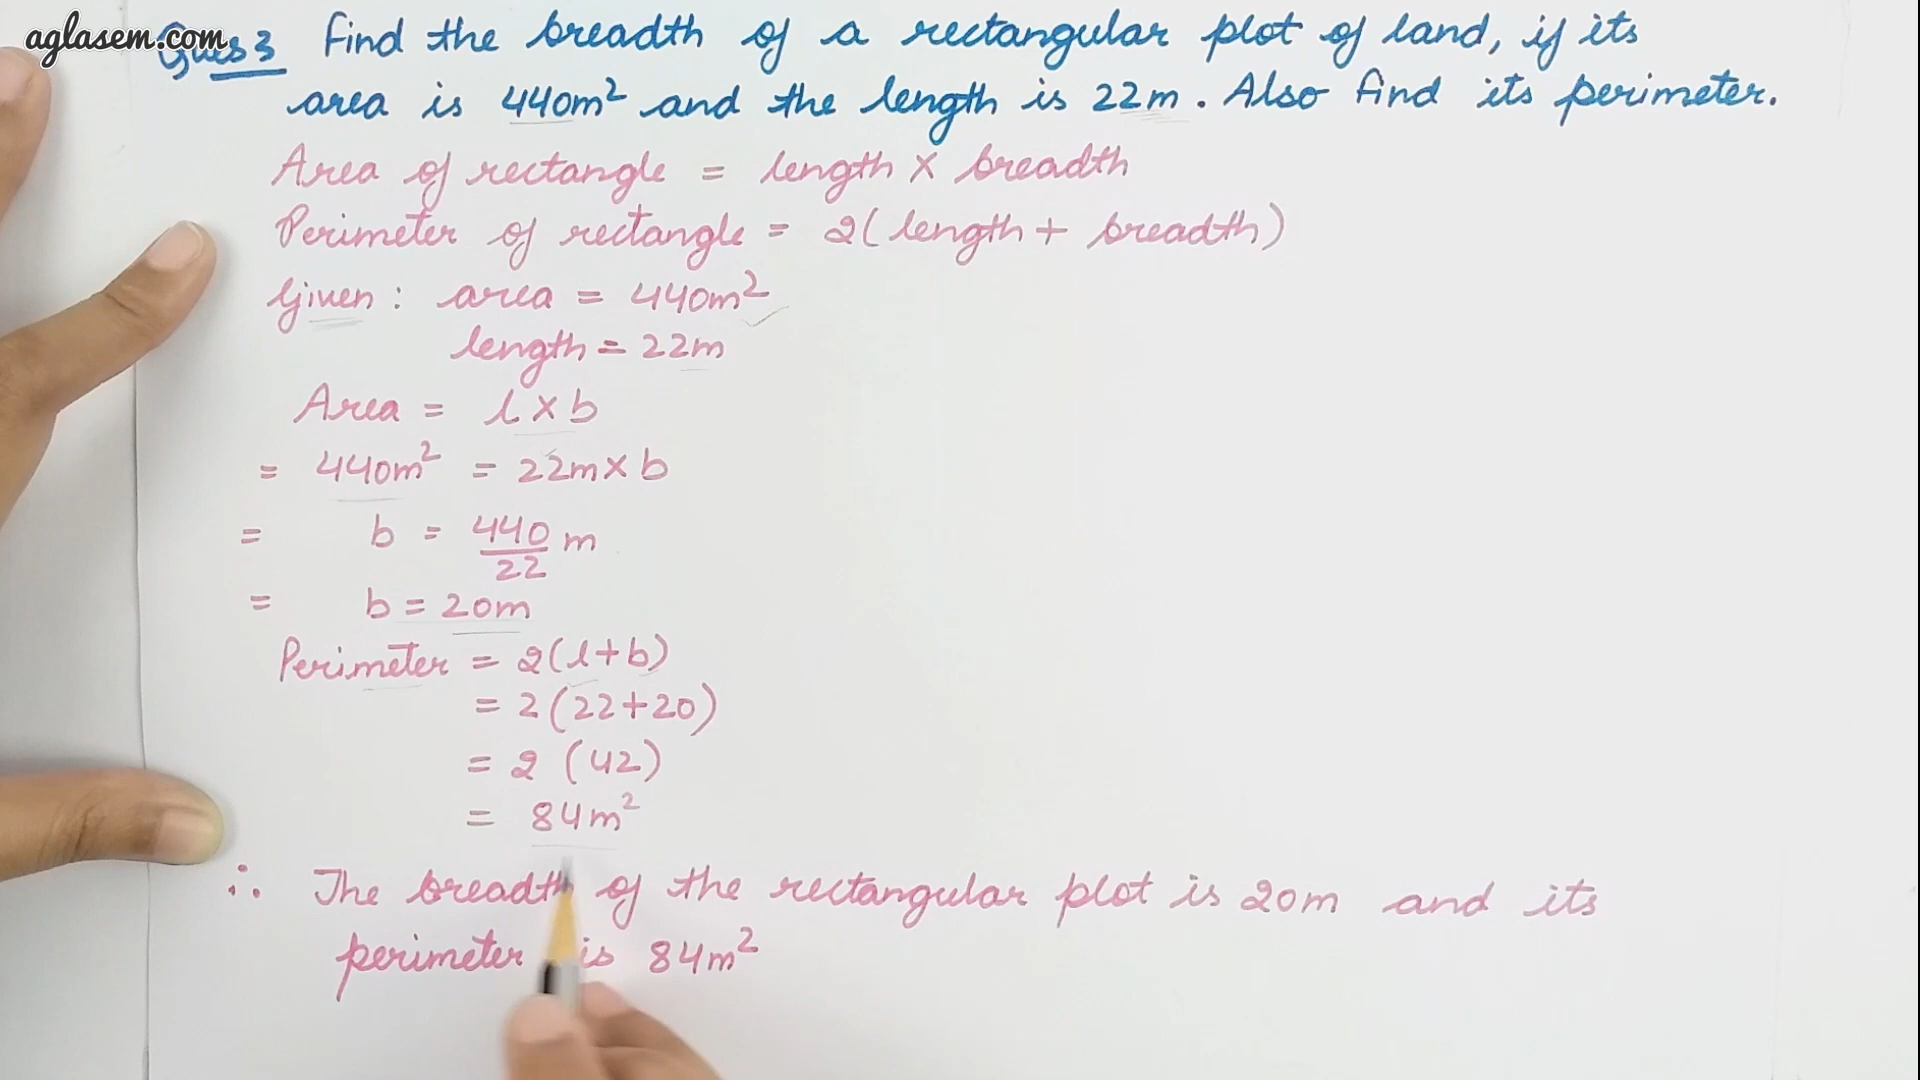 aglasem.com
Ques 3 Find the breadth of a rectangular plot of land, if its
area is 440m² and the length is 22m. Also find its perimeter.
Area of rectangle = length × breadth
Perimeter of rectangle = 2(length + breadth)
Given: area = 440m²
length = 22m
Area = l × b
= 440m² = 22m × b
= b = 440/22 m
= b = 20m
Perimeter = 2(l+b)
= 2(22+20)
= 2 (42)
= 84m²
∴ The breadth of the rectangular plot is 20m and its
perimeter is 84m²